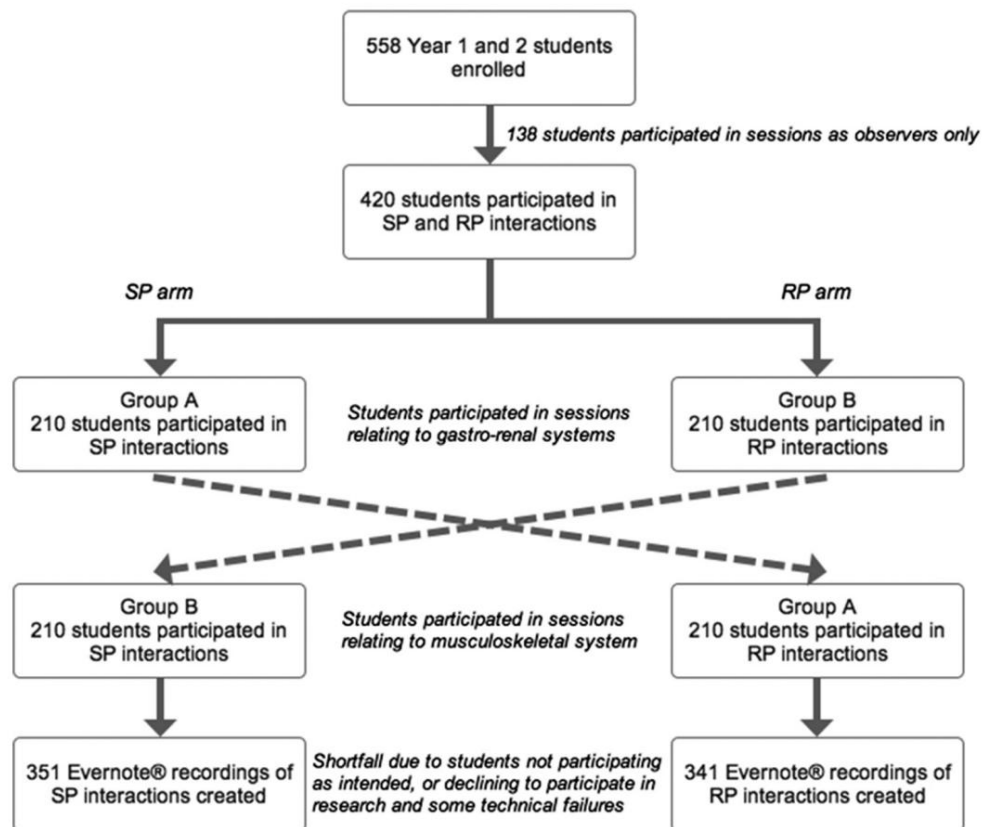 558 Year 1 and 2 students
enrolled
138 students participated in sessions as observers only
420 students participated in
SP and RP interactions
SP arm
RP arm
Group A
210 students participated in
SP interactions
Students participated in sessions
relating to gastro-renal systems
Group B
210 students participated in
RP interactions
Group B
210 students participated in
SP interactions
Students participated in sessions
relating to musculoskeletal system
Group A
210 students participated in
RP interactions
351 Evernote® recordings of
SP interactions created
Shortfall due to students not participating
as intended, or declining to participate in
research and some technical failures
341 Evernote® recordings of
RP interactions created